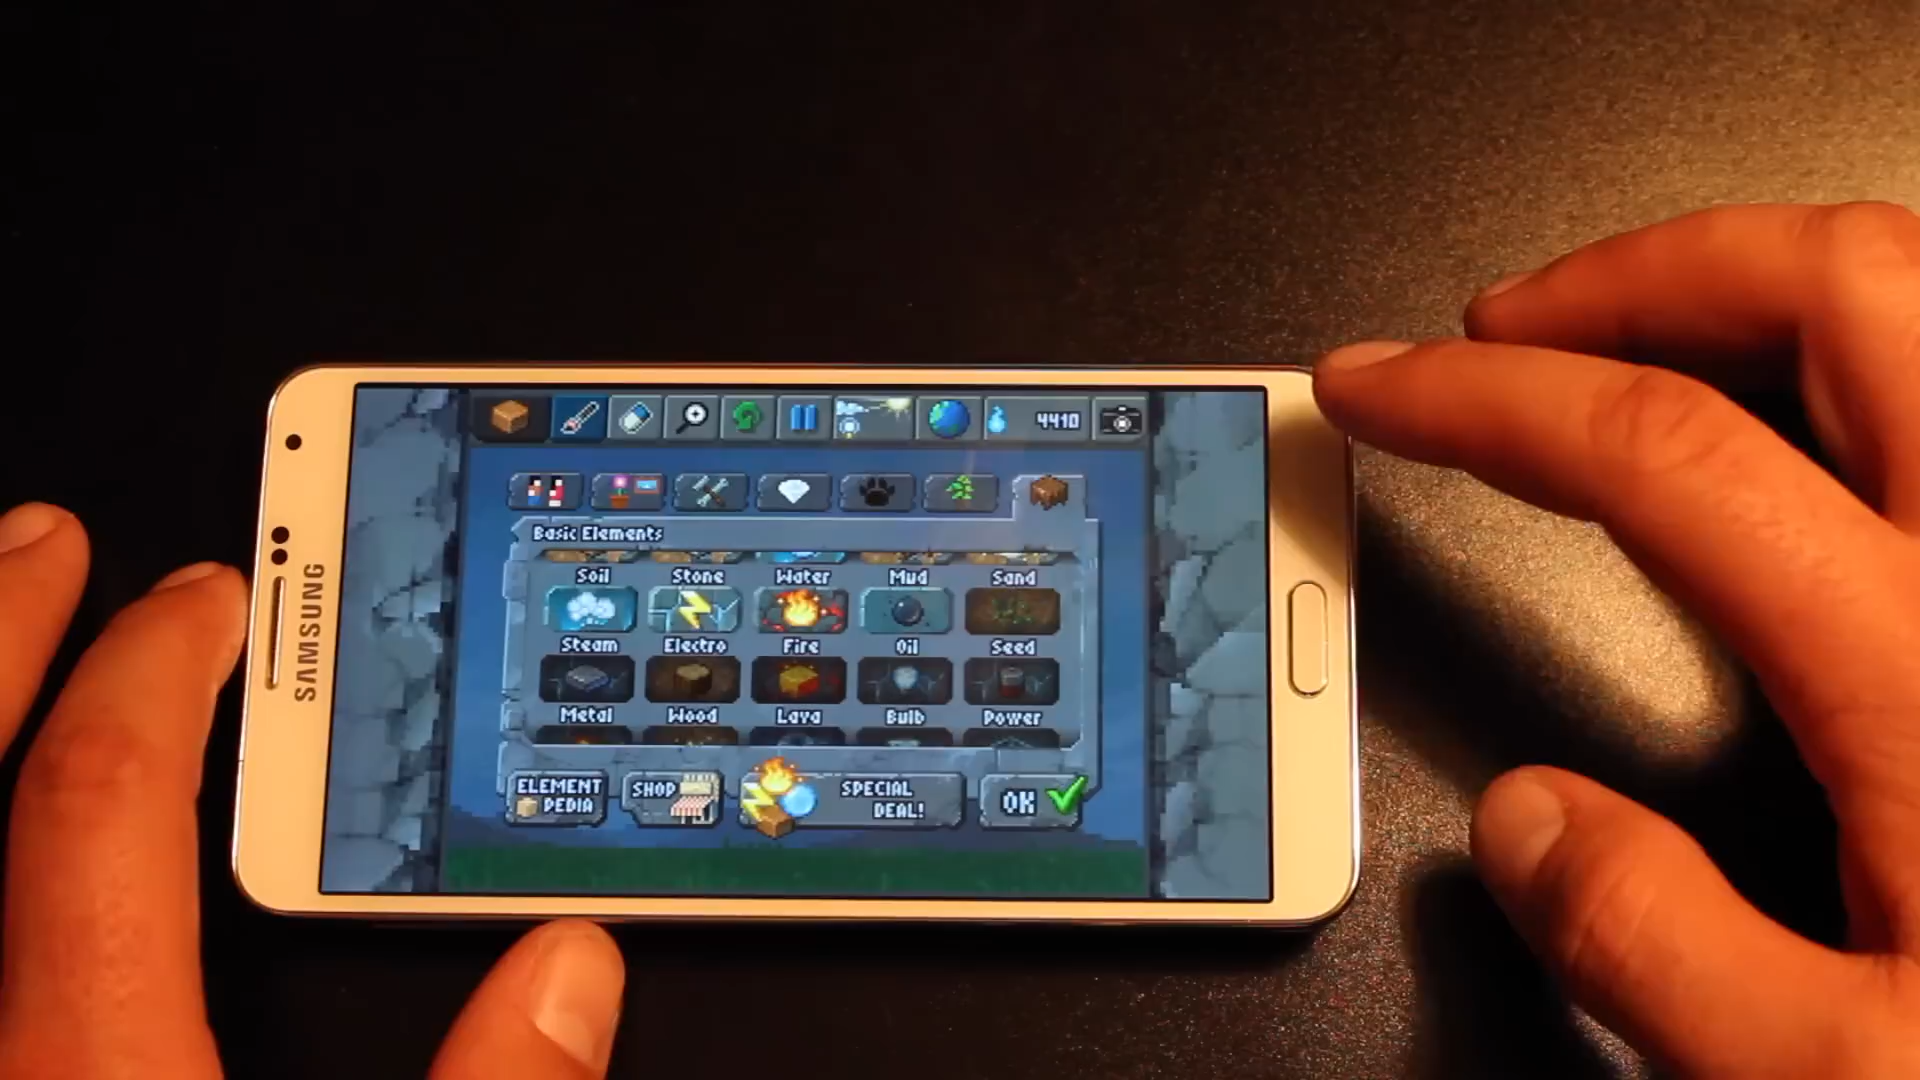 4410
Basic Elements
Soil Stone Water Mud Sand
Steam Electro Fire Oil Seed
Metal Wood Lava Bulb Power
ELEMENT
PEDIA
SHOP
SPECIAL
DEAL!
OK
SAMSUNG